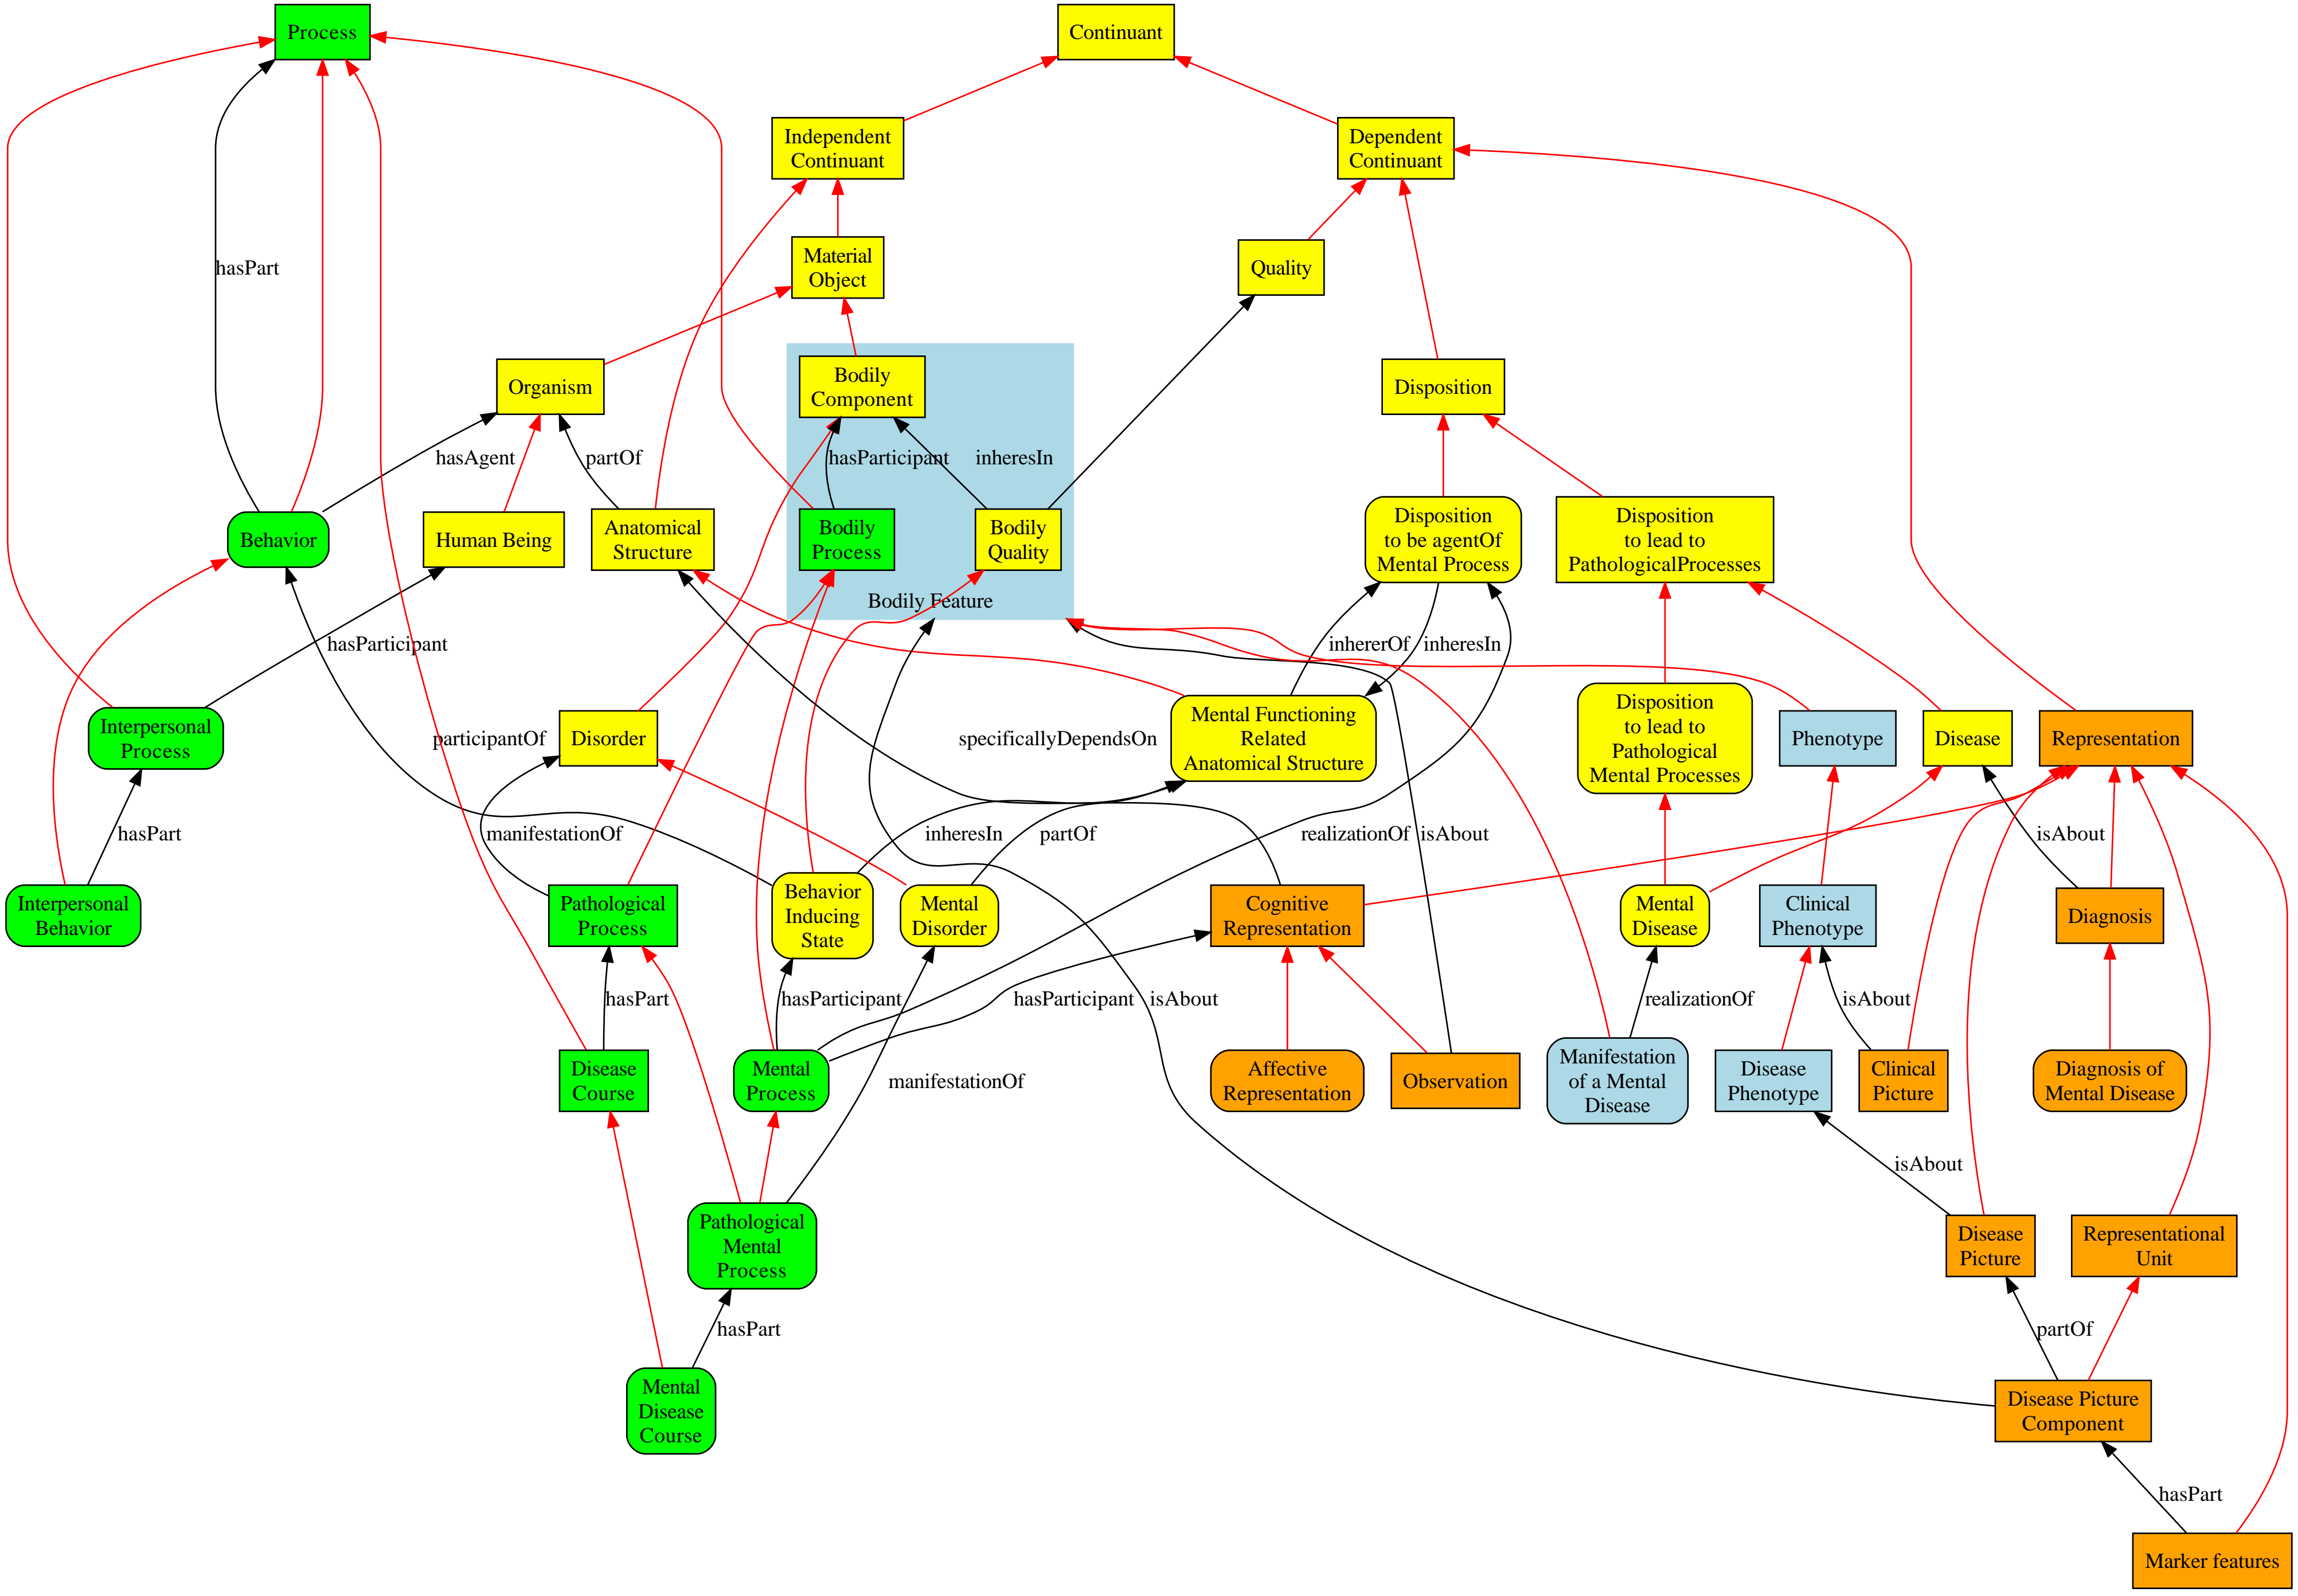 Process
Continuant
Independent
Continuant
Dependent
Continuant
hasPart
Material
Object
Quality
Organism
Bodily
Component
Disposition
hasAgent
partOf
hasParticipant
inheresIn
Behavior
Human Being
Anatomical
Structure
Bodily
Process
Bodily
Quality
Disposition
to be agentOf
Mental Process
Disposition
to lead to
PathologicalProcesses
Bodily Feature
hasParticipant
inhererOf
inheresIn
Interpersonal
Process
participantOf
Disorder
specificallyDependsOn
Mental Functioning
Related
Anatomical Structure
Disposition
to lead to
Pathological
Mental Processes
Phenotype
Disease
Representation
hasPart
manifestationOf
inheresIn
partOf
realizationOf
isAbout
isAbout
Interpersonal
Behavior
Pathological
Process
Behavior
Inducing
State
Mental
Disorder
Cognitive
Representation
Mental
Disease
Clinical
Phenotype
Diagnosis
hasPart
hasParticipant
hasParticipant
isAbout
realizationOf
isAbout
Disease
Course
Mental
Process
manifestationOf
Affective
Representation
Observation
Manifestation
of a Mental
Disease
Disease
Phenotype
Clinical
Picture
Diagnosis of
Mental Disease
isAbout
Pathological
Mental
Process
Disease
Picture
Representational
Unit
hasPart
partOf
Mental
Disease
Course
Disease Picture
Component
hasPart
Marker features